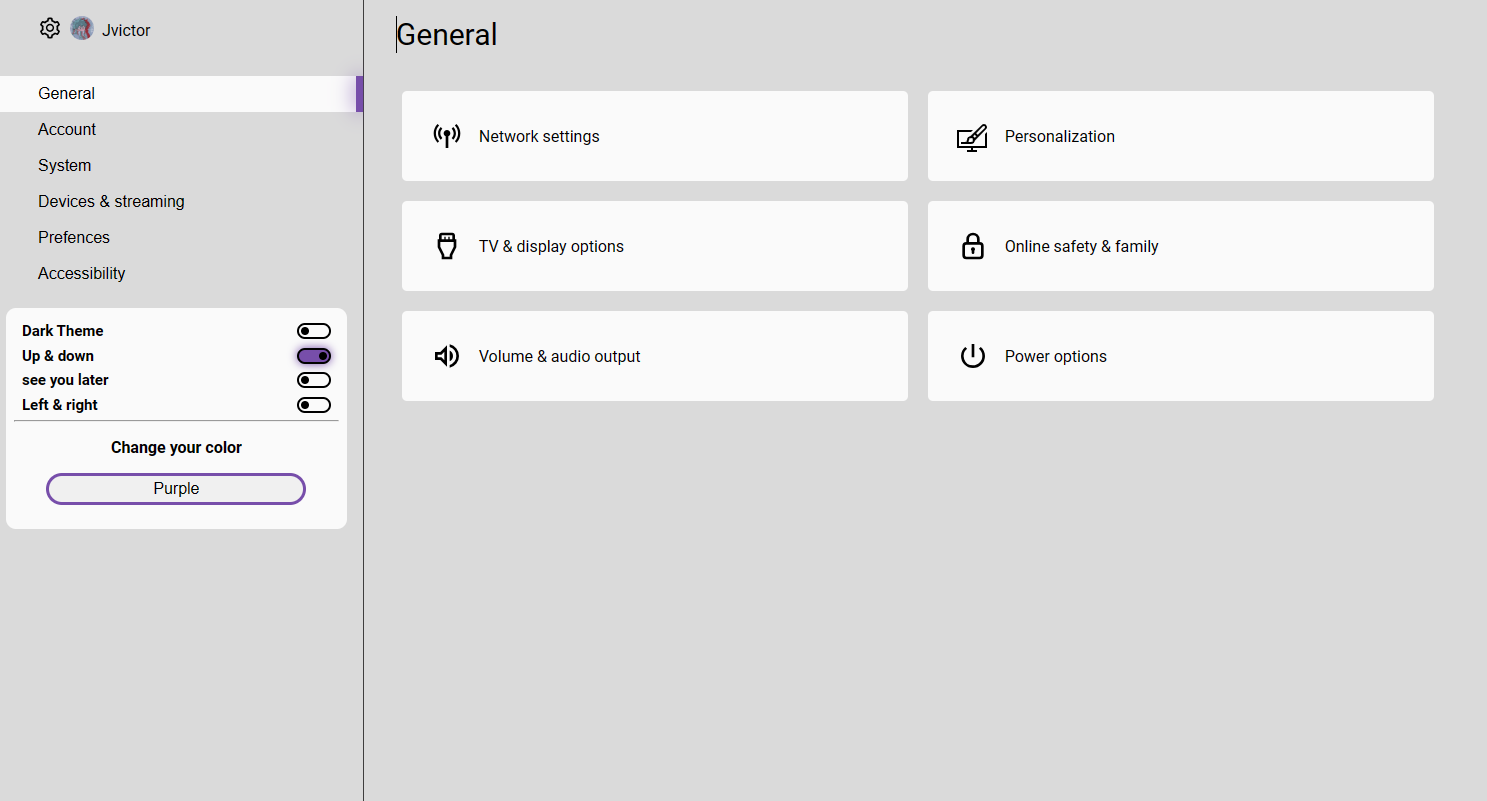 Jvictor
General
Account
System
Devices & streaming
Prefences
Accessibility
Dark Theme
Up & down
see you later
Left & right
Change your color
Purple
General
Network settings
Personalization
TV & display options
Online safety & family
Volume & audio output
Power options